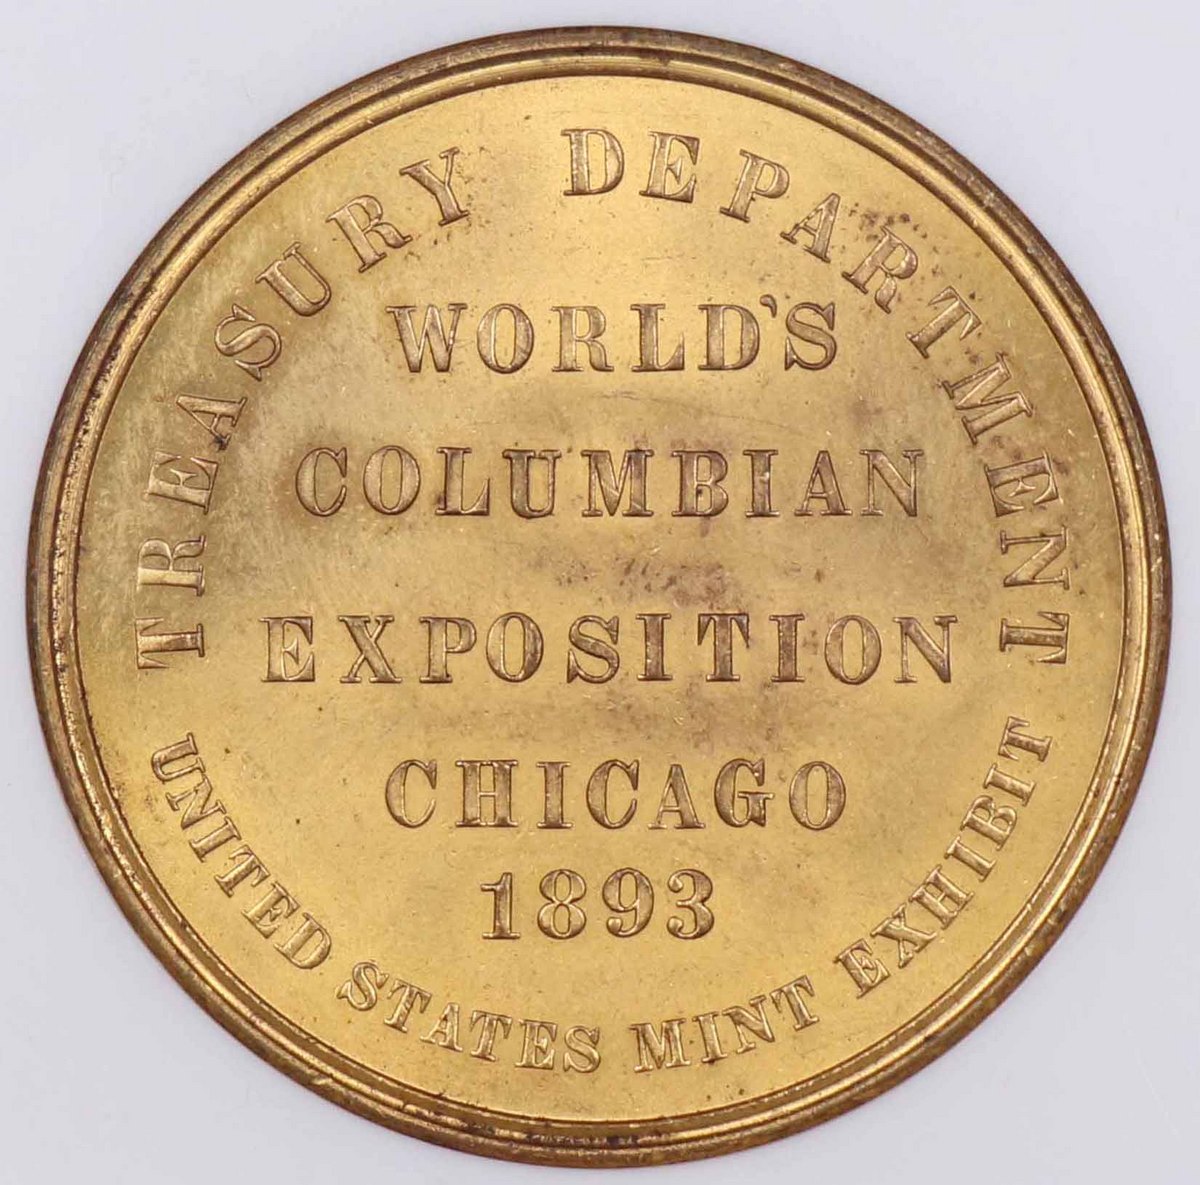 TREASURY DEPARTMENT
WORLD'S
COLUMBIAN
EXPOSITION
CHICAGO
1893
UNITED STATES MINT EXHIBIT